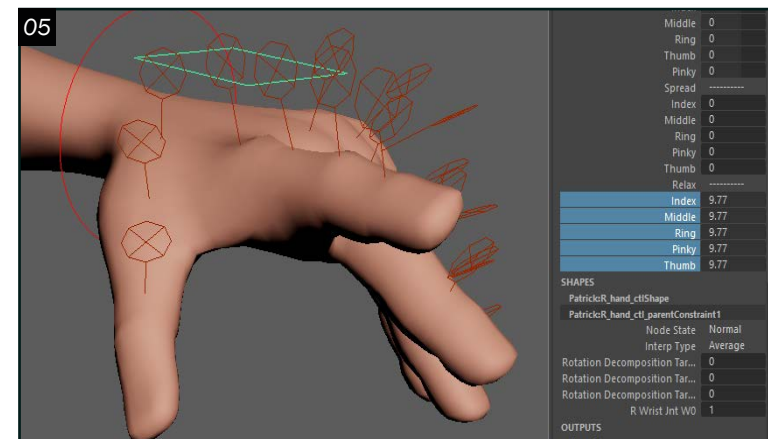 05
Middle 0
Ring 0
Thumb 0
Pinky 0
Spread ----------
Index 0
Middle 0
Ring 0
Pinky 0
Thumb 0
Relax ----------
Index 9.77
Middle 9.77
Ring 9.77
Pinky 9.77
Thumb 9.77
SHAPES
Patrick:R_hand_ctlShape
Patrick:R_hand_ctl_parentConstraint1
Node State Normal
Interp Type Average
Rotation Decomposition Tar... 0
Rotation Decomposition Tar... 0
Rotation Decomposition Tar... 0
R Wrist Jnt W0 1
OUTPUTS